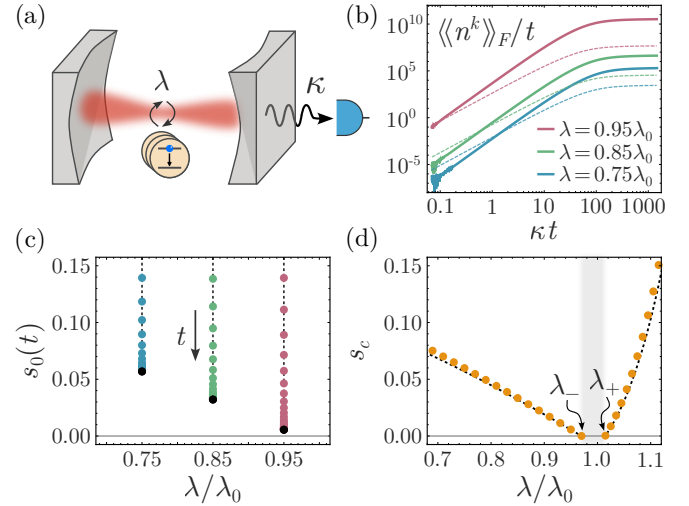 (a)
λ
κ
(b)
⟨⟨n^k⟩⟩_F/t
10^10
10^5
10^0
10^-5
λ=0.95λ_0
λ=0.85λ_0
λ=0.75λ_0
0.1 1 10 100 1000
κt
(c)
0.15
0.10
0.05
0.00
s_0(t)
t
0.75 0.85 0.95
λ/λ_0
(d)
0.15
0.10
0.05
0.00
s_c
λ_- λ_+
0.7 0.8 0.9 1.0 1.1
λ/λ_0